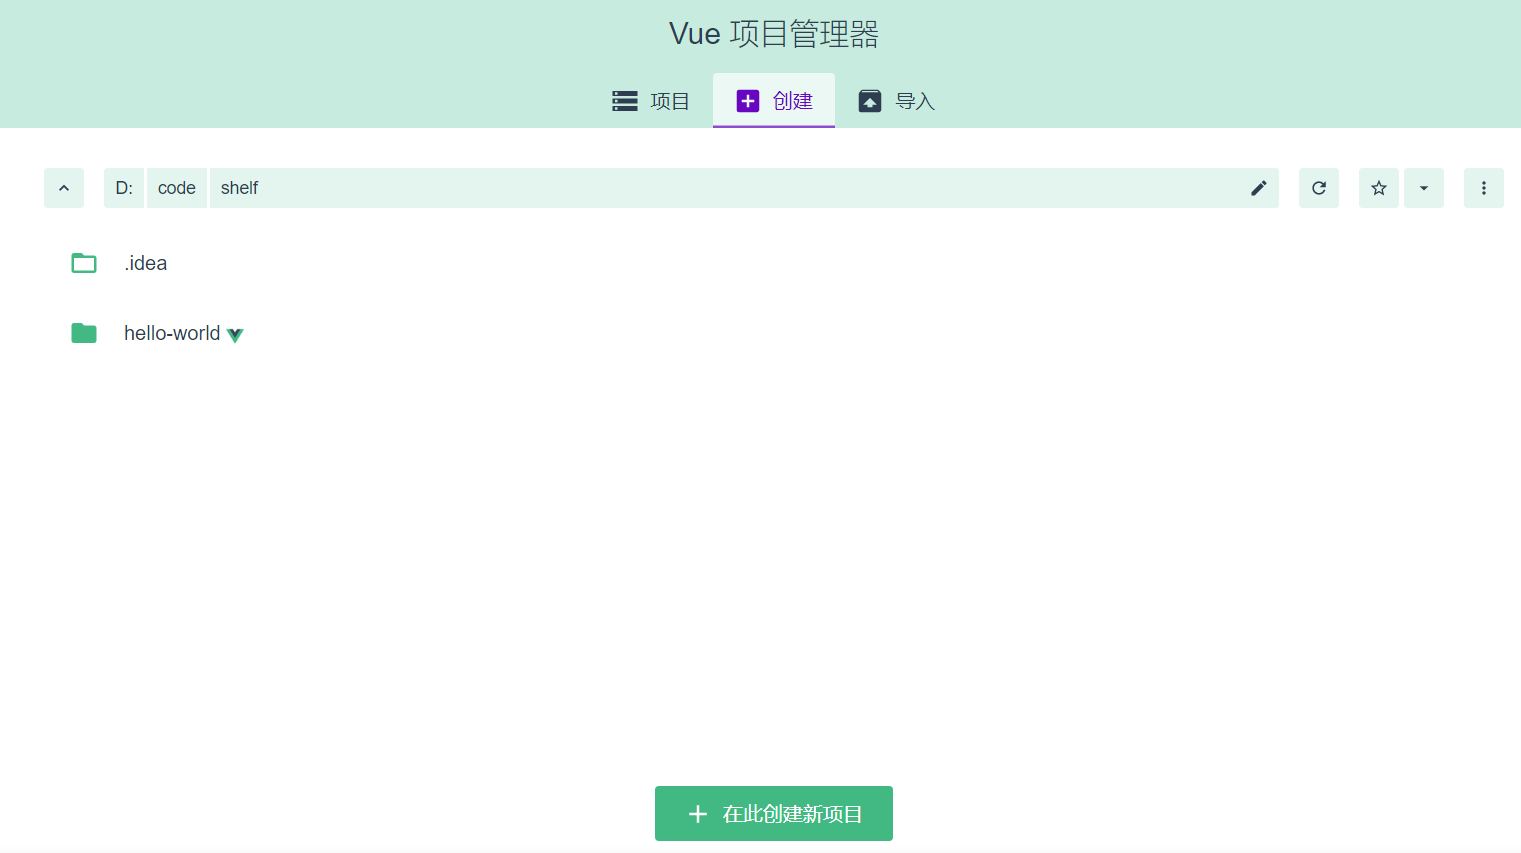 Vue 项目管理器
项目 创建 导入
D: code shelf
.idea
hello-world
在此创建新项目